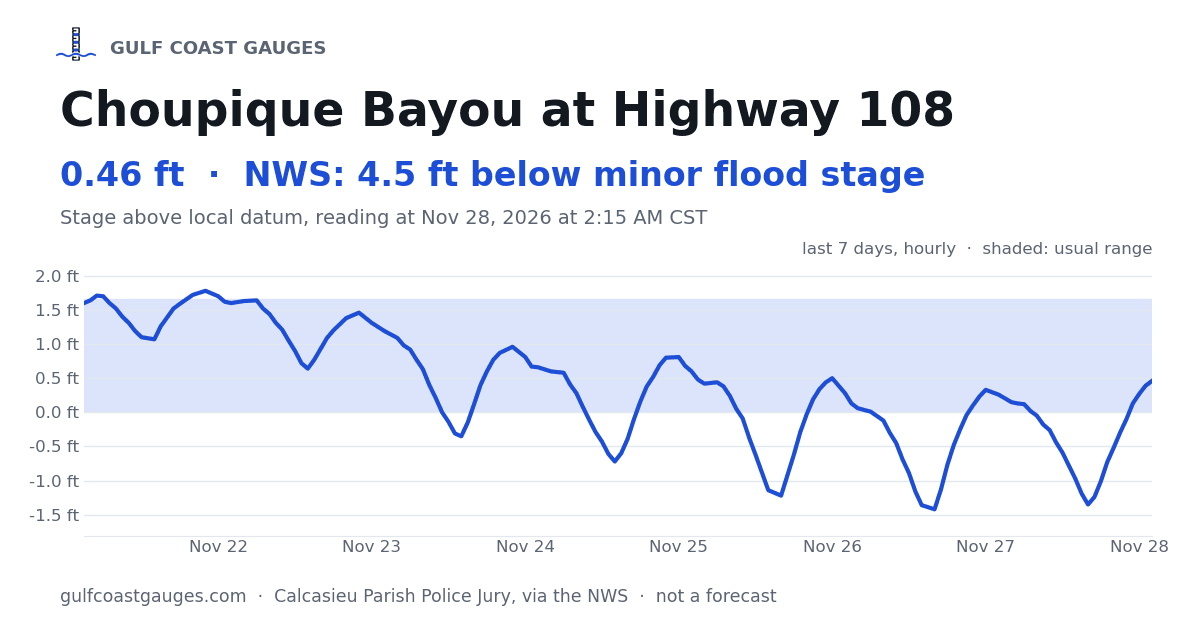 GULF COAST GAUGES
Choupique Bayou at Highway 108
0.46 ft · NWS: 4.5 ft below minor flood stage
Stage above local datum, reading at Nov 28, 2026 at 2:15 AM CST
last 7 days, hourly · shaded: usual range
2.0 ft
1.5 ft
1.0 ft
0.5 ft
0.0 ft
-0.5 ft
-1.0 ft
-1.5 ft
Nov 22 Nov 23 Nov 24 Nov 25 Nov 26 Nov 27 Nov 28
gulfcoastgauges.com · Calcasieu Parish Police Jury, via the NWS · not a forecast